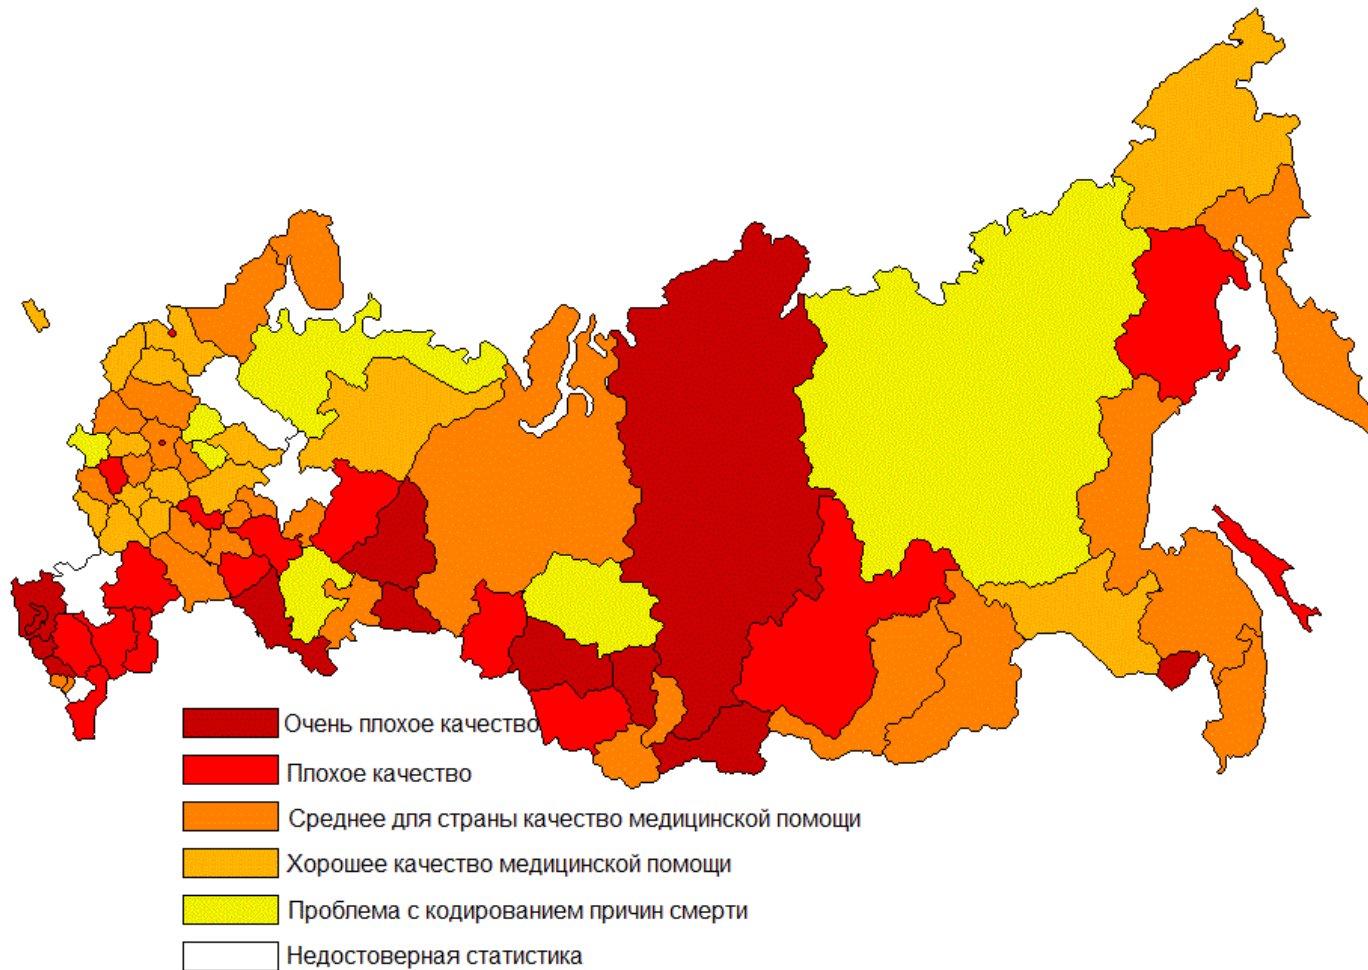 Очень плохое качество
Плохое качество
Среднее для страны качество медицинской помощи
Хорошее качество медицинской помощи
Проблема с кодированием причин смерти
Недостоверная статистика